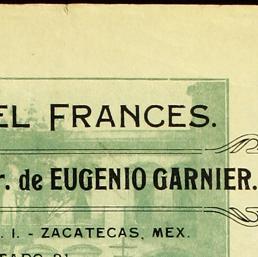 EL FRANCES.
r. de EUGENIO GARNIER.
. I. - ZACATECAS, MEX.